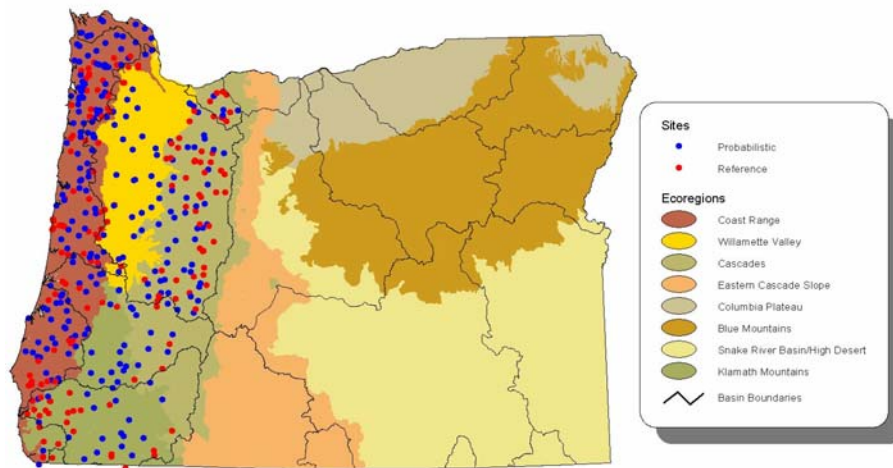 Sites
Probabilistic
Reference
Ecoregions
Coast Range
Willamette Valley
Cascades
Eastern Cascade Slope
Columbia Plateau
Blue Mountains
Snake River Basin/High Desert
Klamath Mountains
Basin Boundaries